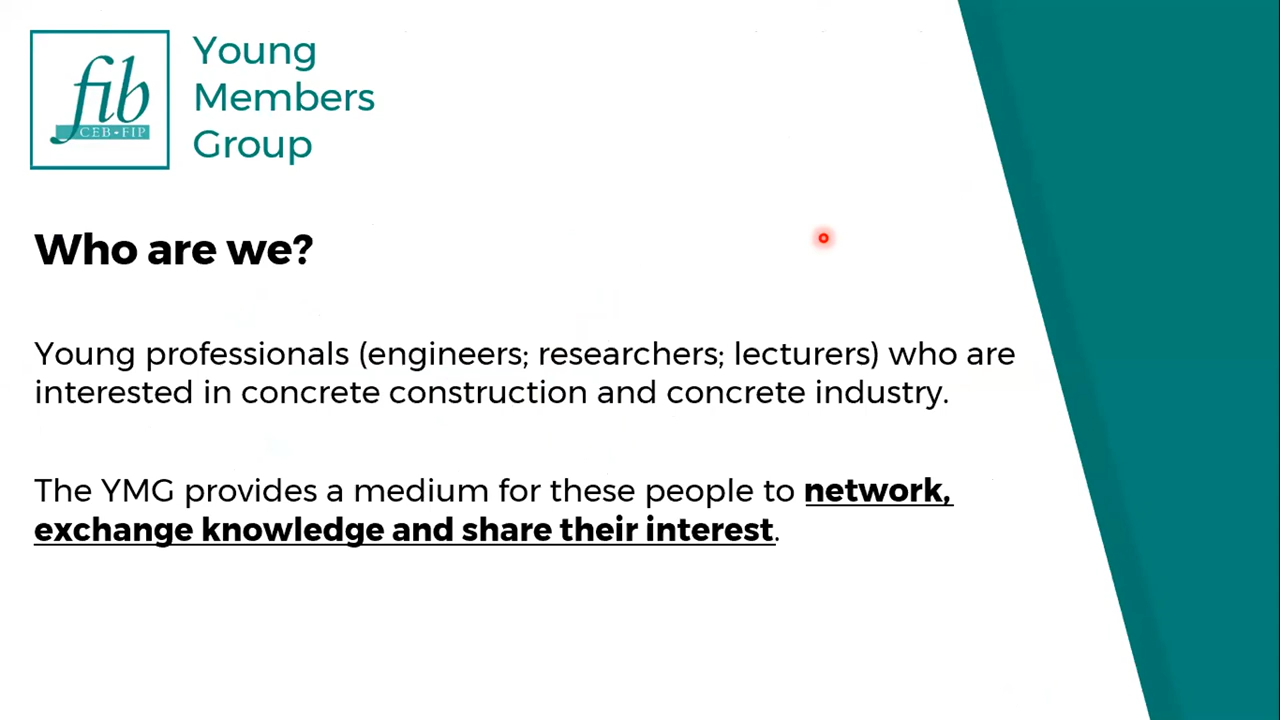 fib
CEB-FIP
Young
Members
Group
Who are we?
Young professionals (engineers; researchers; lecturers) who are
interested in concrete construction and concrete industry.
The YMG provides a medium for these people to network,
exchange knowledge and share their interest.